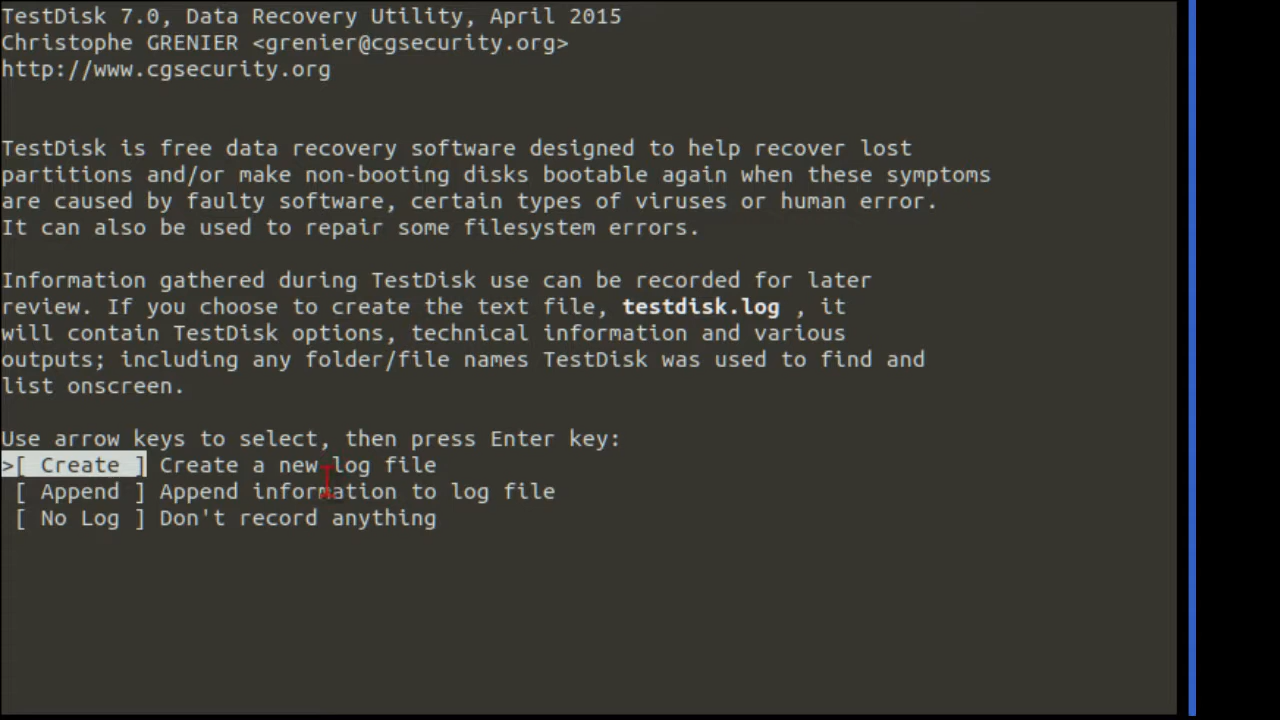 TestDisk 7.0, Data Recovery Utility, April 2015
Christophe GRENIER <grenier@cgsecurity.org>
http://www.cgsecurity.org
TestDisk is free data recovery software designed to help recover lost
partitions and/or make non-booting disks bootable again when these symptoms
are caused by faulty software, certain types of viruses or human error.
It can also be used to repair some filesystem errors.
Information gathered during TestDisk use can be recorded for later
review. If you choose to create the text file, testdisk.log , it
will contain TestDisk options, technical information and various
outputs; including any folder/file names TestDisk was used to find and
list onscreen.
Use arrow keys to select, then press Enter key:
>[ Create ] Create a new log file
[ Append ] Append information to log file
[ No Log ] Don't record anything